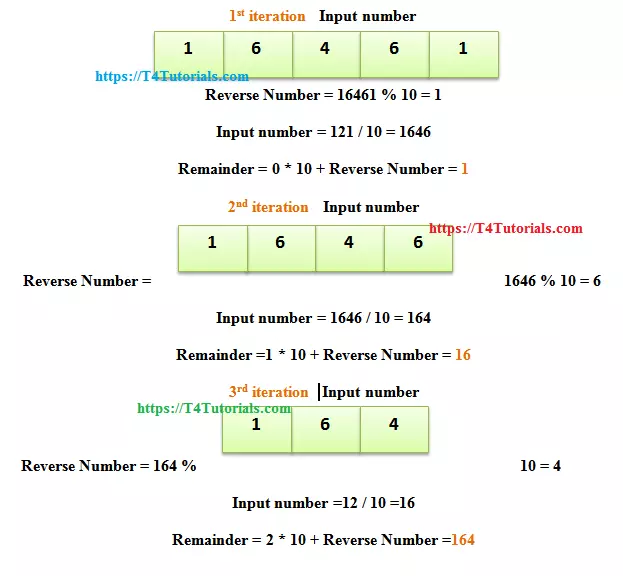 1st iteration Input number
1 6 4 6 1
https://T4Tutorials.com
Reverse Number = 16461 % 10 = 1
Input number = 121 / 10 = 1646
Remainder = 0 * 10 + Reverse Number = 1
2nd iteration Input number
https://T4Tutorials.com
1 6 4 6
Reverse Number = 1646 % 10 = 6
Input number = 1646 / 10 = 164
Remainder =1 * 10 + Reverse Number = 16
3rd iteration Input number
https://T4Tutorials.com
1 6 4
Reverse Number = 164 % 10 = 4
Input number =12 / 10 =16
Remainder = 2 * 10 + Reverse Number =164